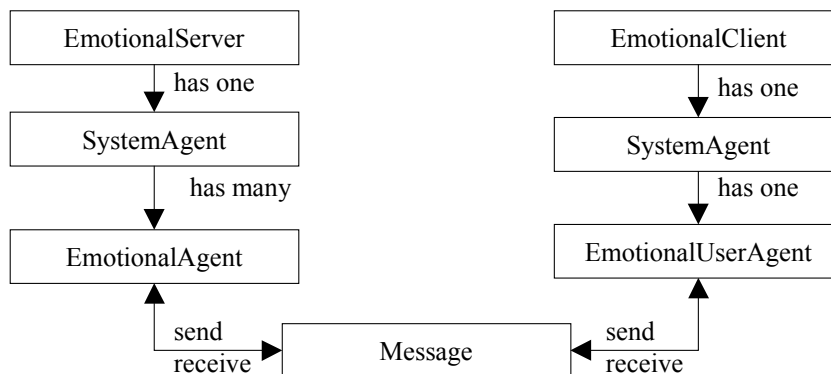 EmotionalServer
EmotionalClient
has one
has one
SystemAgent
SystemAgent
has many
has one
EmotionalAgent
EmotionalUserAgent
send
receive
Message
send
receive